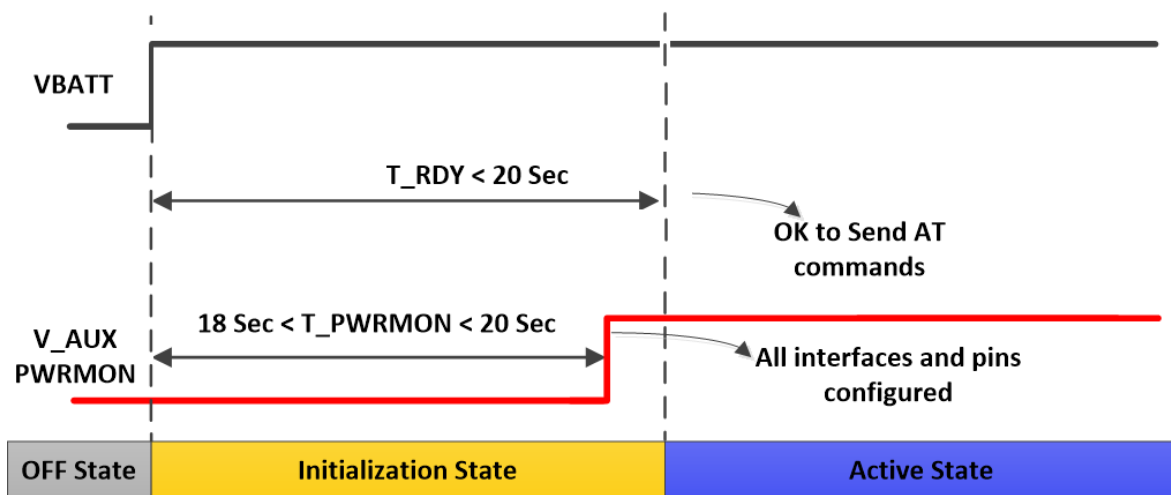 VBATT
T_RDY < 20 Sec
OK to Send AT
commands
18 Sec < T_PWRMON < 20 Sec
V_AUX
PWRMON
All interfaces and pins
configured
OFF State
Initialization State
Active State